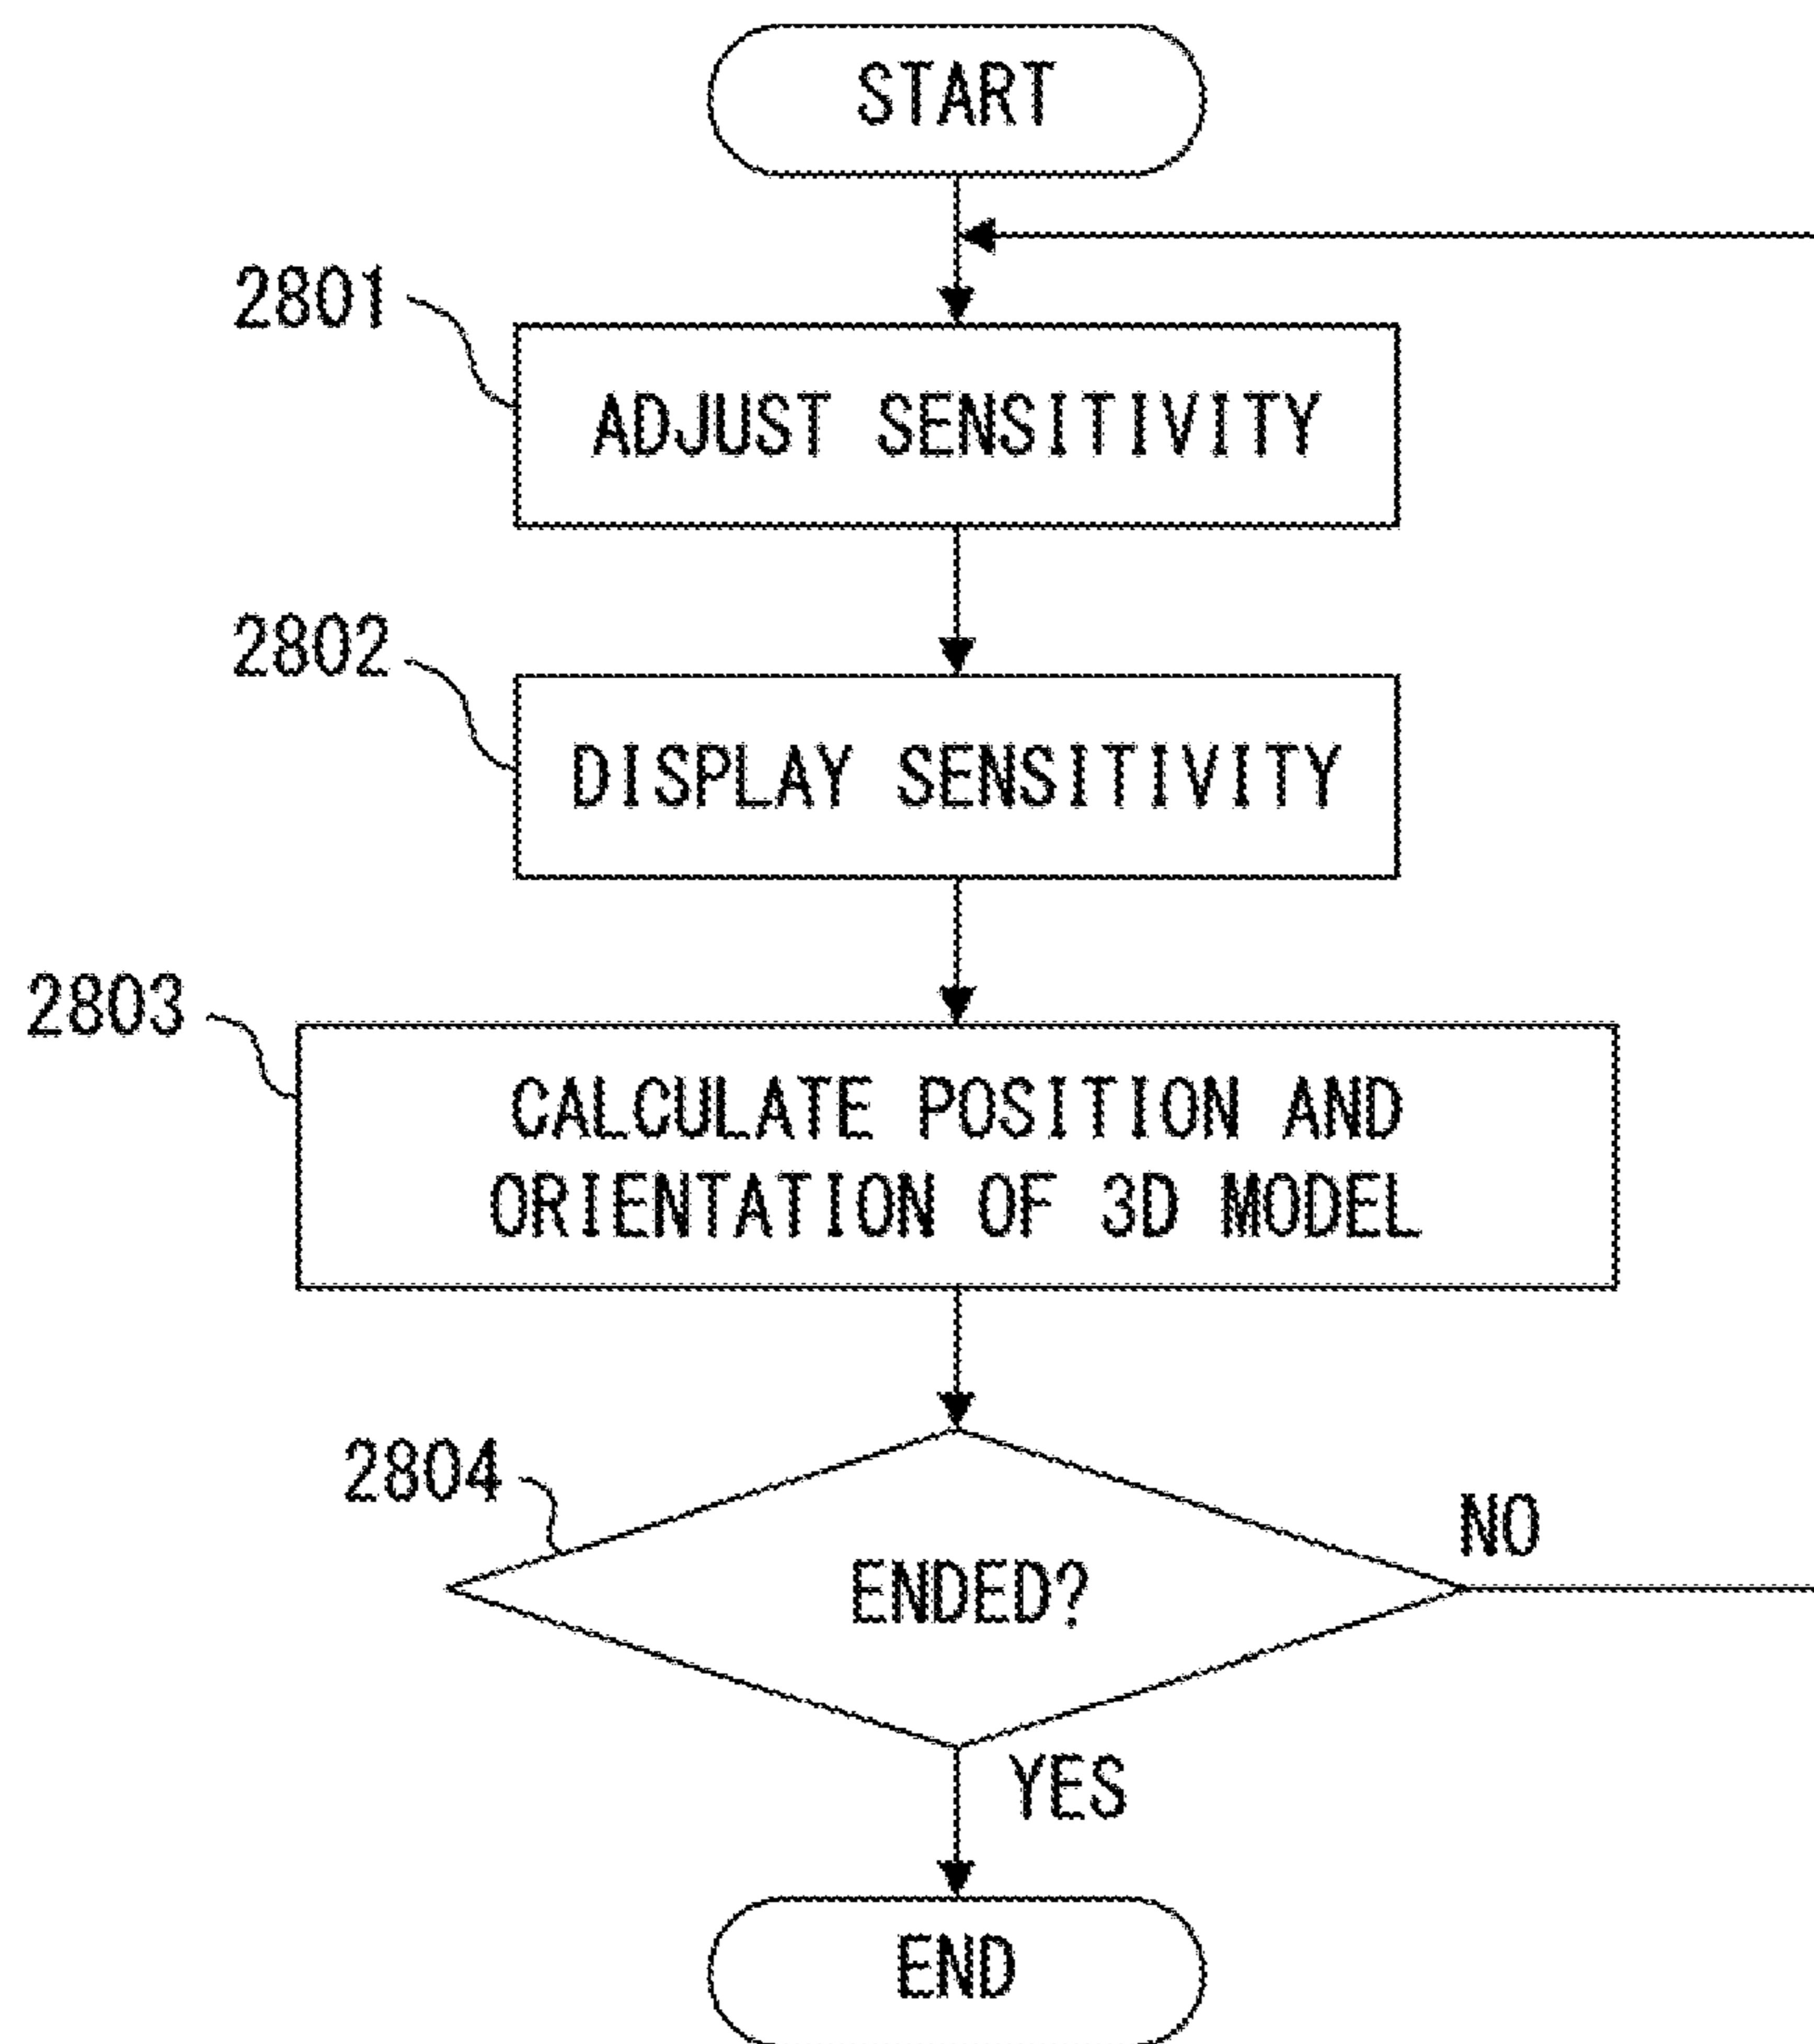 START
2801
ADJUST SENSITIVITY
2802
DISPLAY SENSITIVITY
2803
CALCULATE POSITION AND
ORIENTATION OF 3D MODEL
2804
ENDED?
NO
YES
END